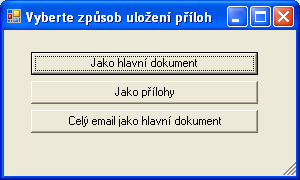 Vyberte způsob uložení příloh
Jako hlavní dokument
Jako přílohy
Celý email jako hlavní dokument